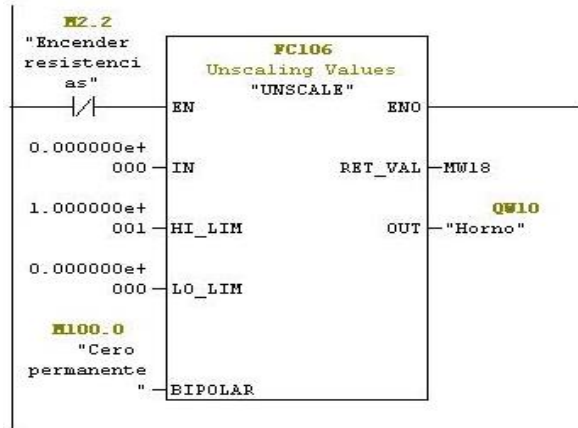 M2.2
"Encender
resistenci
as"
FC106
Unscaling Values
"UNSCALE"
EN ENO
0.000000e+
000 IN RET_VAL MW18
1.000000e+ QW10
001 HI_LIM OUT "Horno"
0.000000e+
000 LO_LIM
M100.0
"Cero
permanente
" BIPOLAR